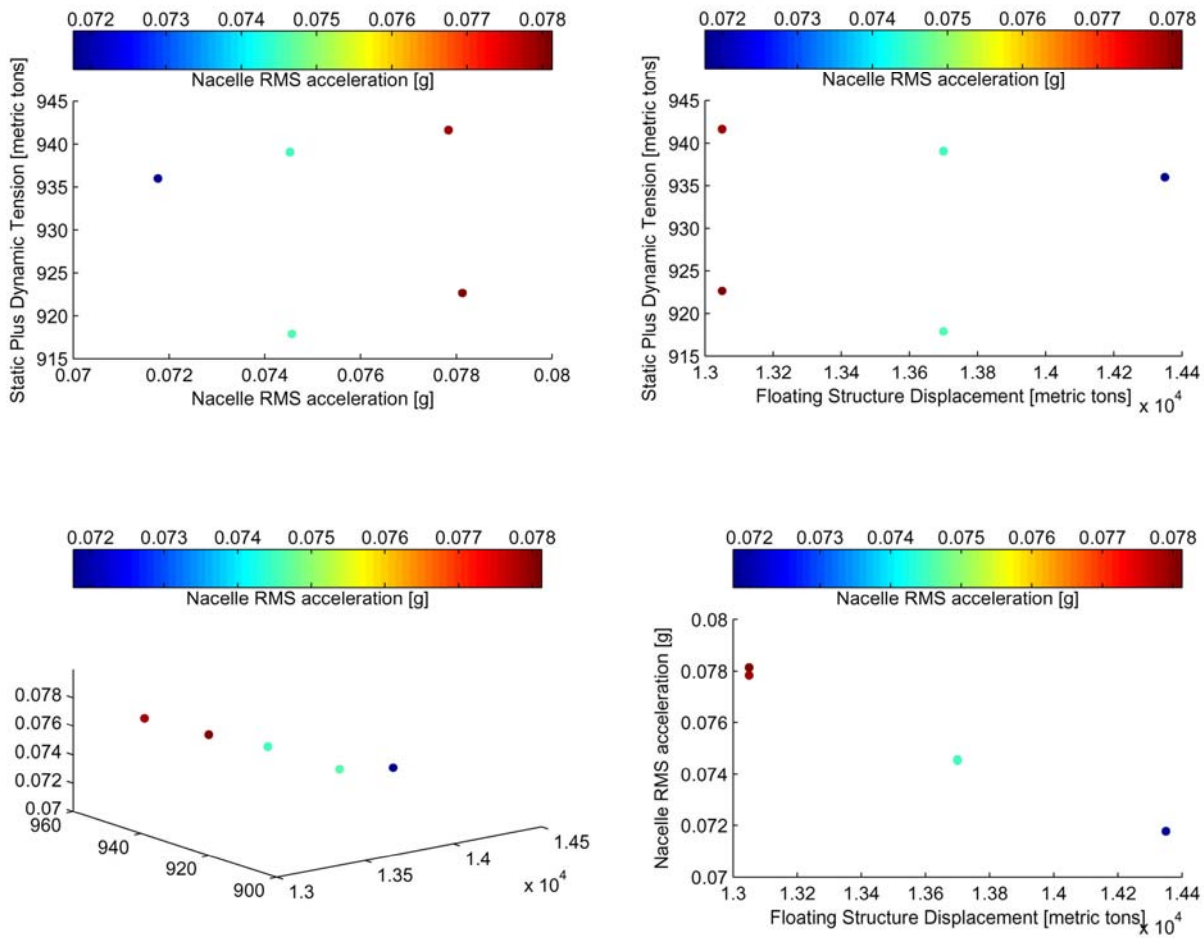 0.072 0.073 0.074 0.075 0.076 0.077 0.078
Nacelle RMS acceleration [g]
Static Plus Dynamic Tension [metric tons]
945
940
935
930
925
920
915
0.07 0.072 0.074 0.076 0.078 0.08
Nacelle RMS acceleration [g]
0.072 0.073 0.074 0.075 0.076 0.077 0.078
Nacelle RMS acceleration [g]
Static Plus Dynamic Tension [metric tons]
945
940
935
930
925
920
915
1.3 1.32 1.34 1.36 1.38 1.4 1.42 1.44
Floating Structure Displacement [metric tons] x 10^4
0.072 0.073 0.074 0.075 0.076 0.077 0.078
Nacelle RMS acceleration [g]
0.078
0.076
0.074
0.072
0.07
960
940
920
900
1.3
1.35
1.4
1.45
x 10^4
0.072 0.073 0.074 0.075 0.076 0.077 0.078
Nacelle RMS acceleration [g]
Nacelle RMS acceleration [g]
0.08
0.078
0.076
0.074
0.072
0.07
1.3 1.32 1.34 1.36 1.38 1.4 1.42 1.44
Floating Structure Displacement [metric tons] x 10^4